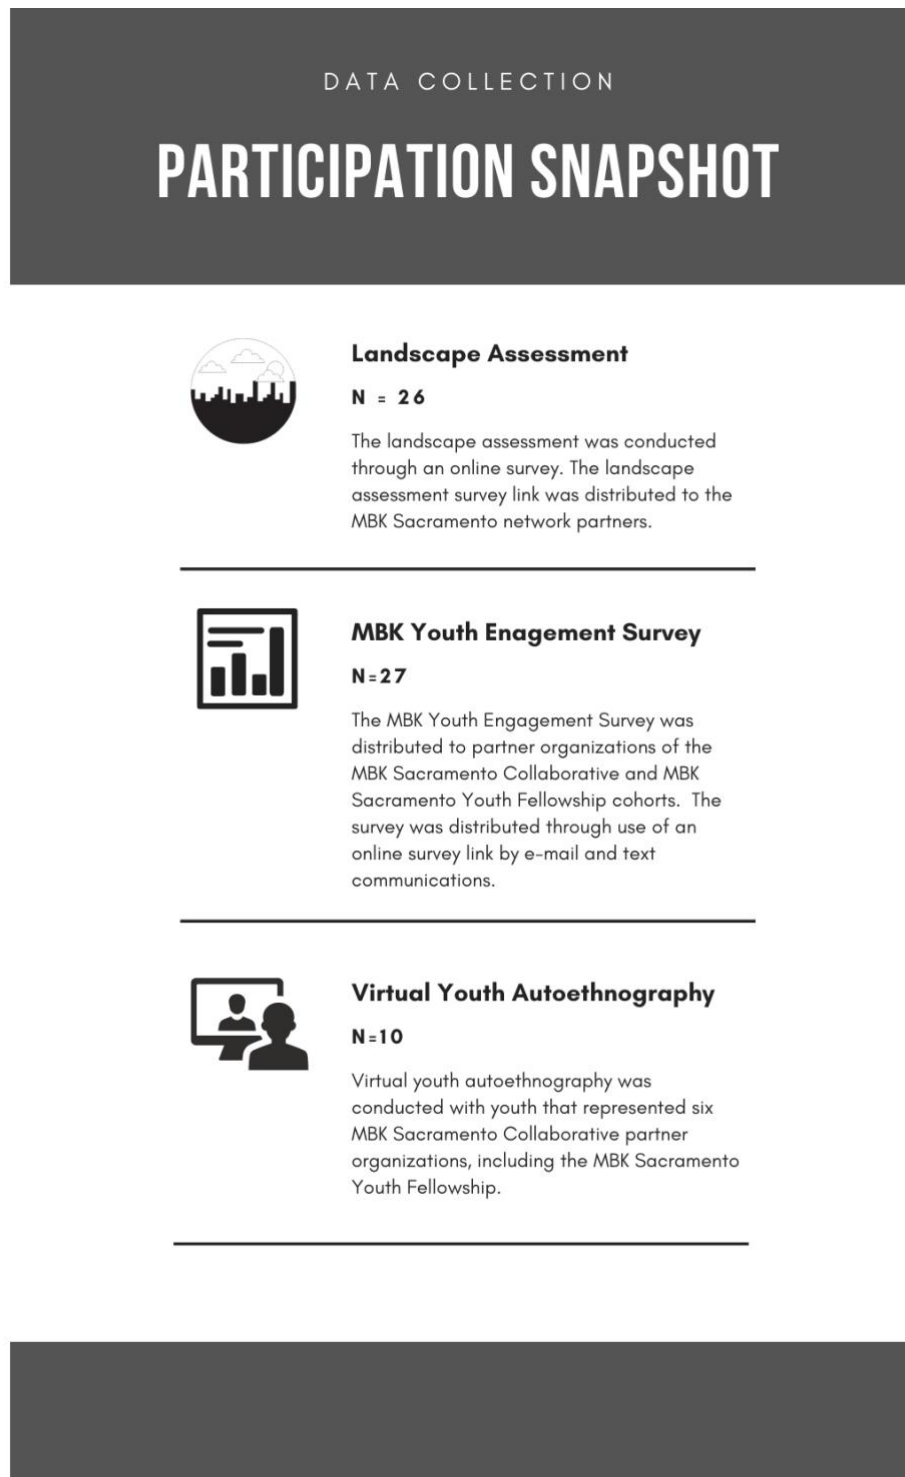 DATA COLLECTION
PARTICIPATION SNAPSHOT
Landscape Assessment
N = 26
The landscape assessment was conducted
through an online survey. The landscape
assessment survey link was distributed to the
MBK Sacramento network partners.
MBK Youth Enagement Survey
N=27
The MBK Youth Engagement Survey was
distributed to partner organizations of the
MBK Sacramento Collaborative and MBK
Sacramento Youth Fellowship cohorts.  The
survey was distributed through use of an
online survey link by e-mail and text
communications.
Virtual Youth Autoethnography
N=10
Virtual youth autoethnography was
conducted with youth that represented six
MBK Sacramento Collaborative partner
organizations, including the MBK Sacramento
Youth Fellowship.